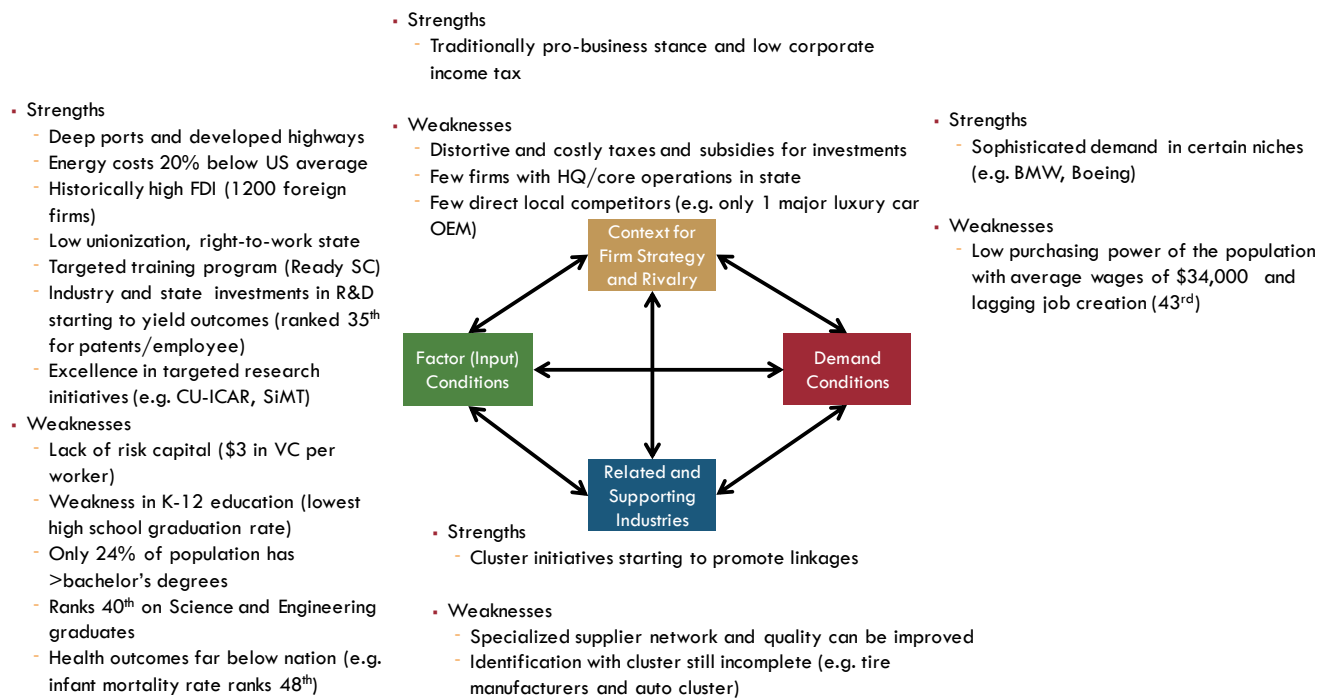 ▪ Strengths
- Traditionally pro-business stance and low corporate
income tax
▪ Weaknesses
- Distortive and costly taxes and subsidies for investments
- Few firms with HQ/core operations in state
- Few direct local competitors (e.g. only 1 major luxury car
OEM)
▪ Strengths
- Deep ports and developed highways
- Energy costs 20% below US average
- Historically high FDI (1200 foreign
firms)
- Low unionization, right-to-work state
- Targeted training program (Ready SC)
- Industry and state investments in R&D
starting to yield outcomes (ranked 35th
for patents/employee)
- Excellence in targeted research
initiatives (e.g. CU-ICAR, SiMT)
▪ Weaknesses
- Lack of risk capital ($3 in VC per
worker)
- Weakness in K-12 education (lowest
high school graduation rate)
- Only 24% of population has
>bachelor's degrees
- Ranks 40th on Science and Engineering
graduates
- Health outcomes far below nation (e.g.
infant mortality rate ranks 48th)
▪ Strengths
- Sophisticated demand in certain niches
(e.g. BMW, Boeing)
▪ Weaknesses
- Low purchasing power of the population
with average wages of $34,000 and
lagging job creation (43rd)
Context for
Firm Strategy
and Rivalry
Factor (Input)
Conditions
Demand
Conditions
Related and
Supporting
Industries
▪ Strengths
- Cluster initiatives starting to promote linkages
▪ Weaknesses
- Specialized supplier network and quality can be improved
- Identification with cluster still incomplete (e.g. tire
manufacturers and auto cluster)